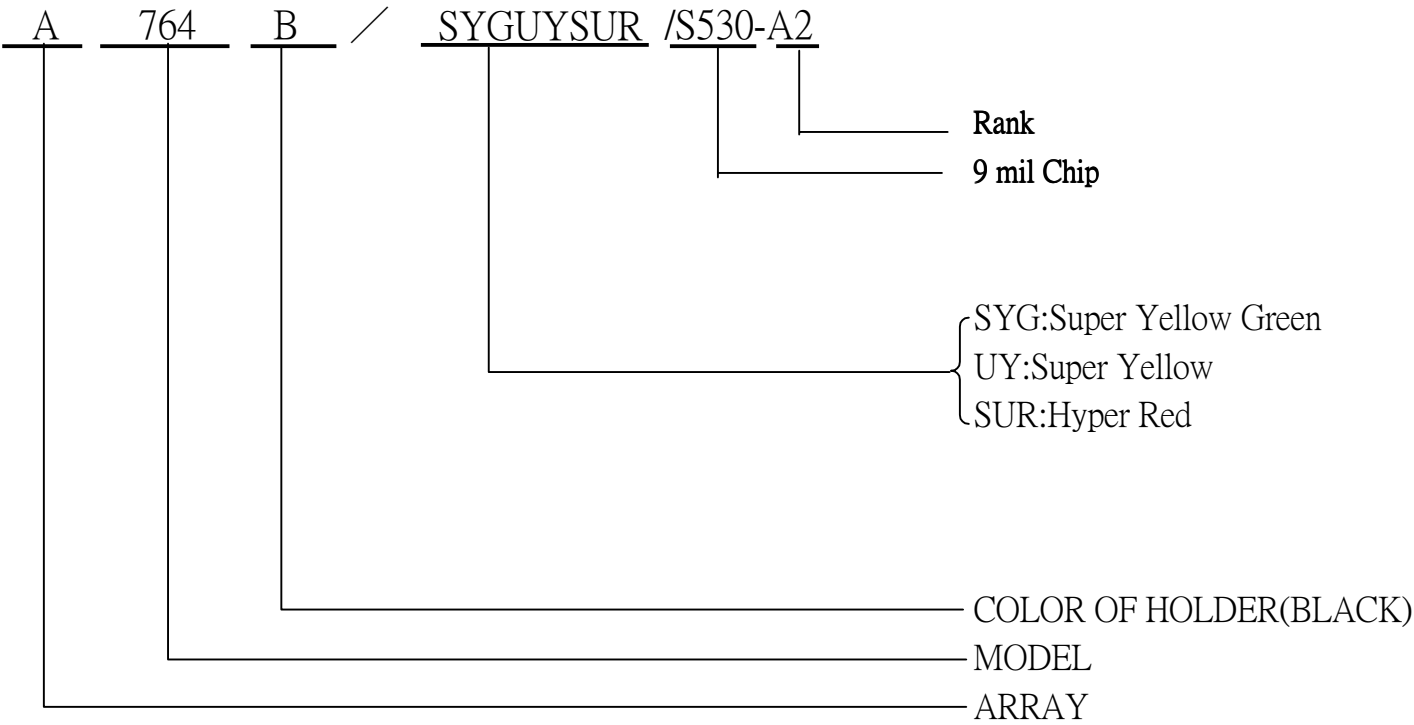 A 764 B ／ SYGUYSUR /S530-A2
Rank
9 mil Chip
SYG:Super Yellow Green
UY:Super Yellow
SUR:Hyper Red
COLOR OF HOLDER(BLACK)
MODEL
ARRAY